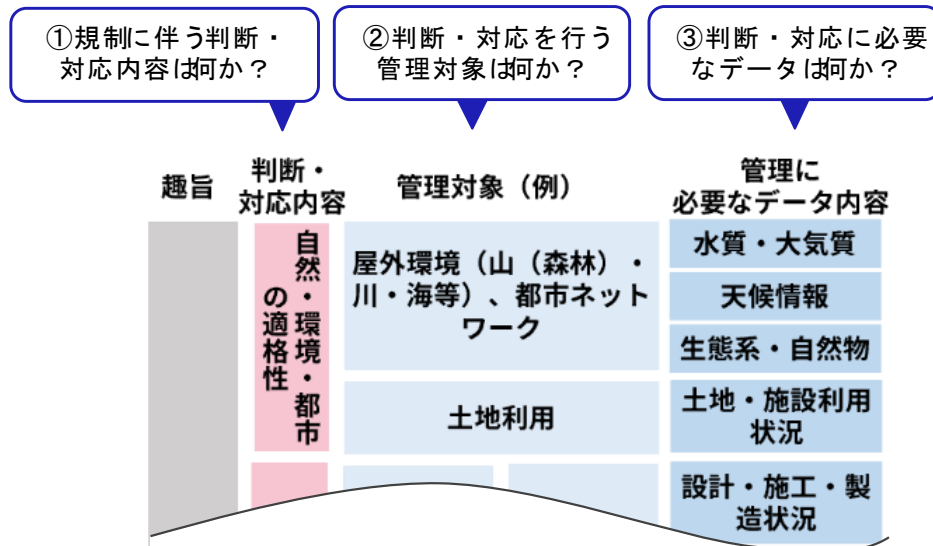 ①規制に伴う判断・
対応内容は何か？
②判断・対応を行う
管理対象は何か？
③判断・対応に必要
なデータは何か？
趣旨
判断・
対応内容
管理対象（例）
管理に
必要なデータ内容
自然・環境・都市
の適格性
屋外環境（山（森林）・
川・海等）、都市ネット
ワーク
土地利用
水質・大気質
天候情報
生態系・自然物
土地・施設利用
状況
設計・施工・製
造状況